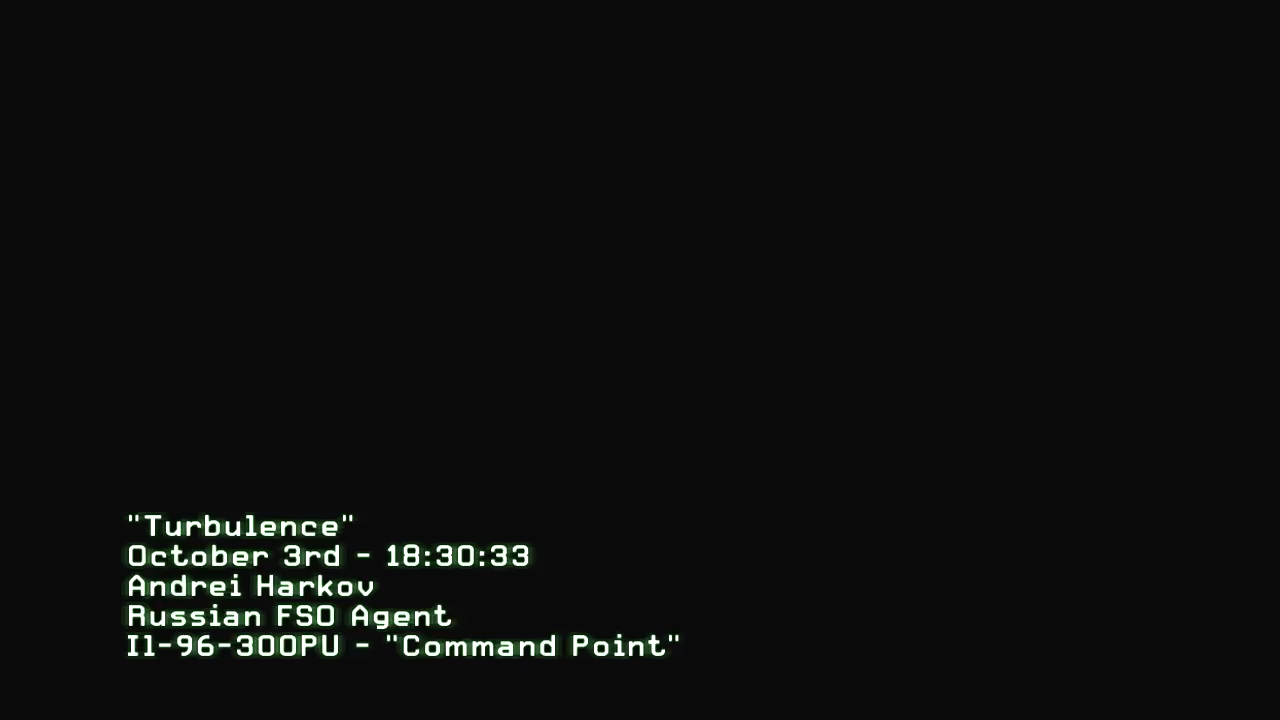 "Turbulence"
October 3rd - 18:30:33
Andrei Harkov
Russian FSO Agent
Il-96-300PU - "Command Point"